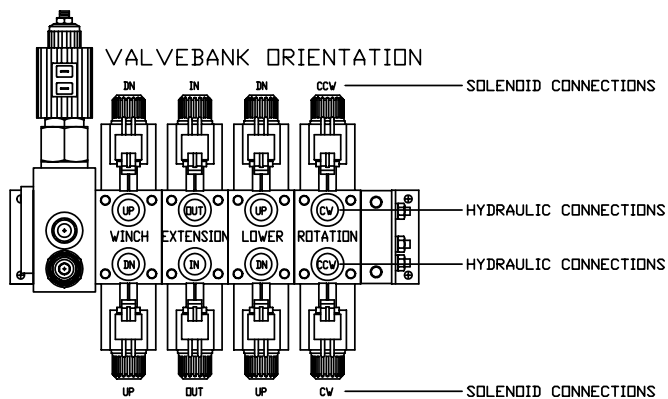 VALVEBANK ORIENTATION
DN IN DN CCW SOLENOID CONNECTIONS
UP OUT UP CW HYDRAULIC CONNECTIONS
WINCH EXTENSION LOWER ROTATION
DN IN DN CCW HYDRAULIC CONNECTIONS
UP OUT UP CW SOLENOID CONNECTIONS